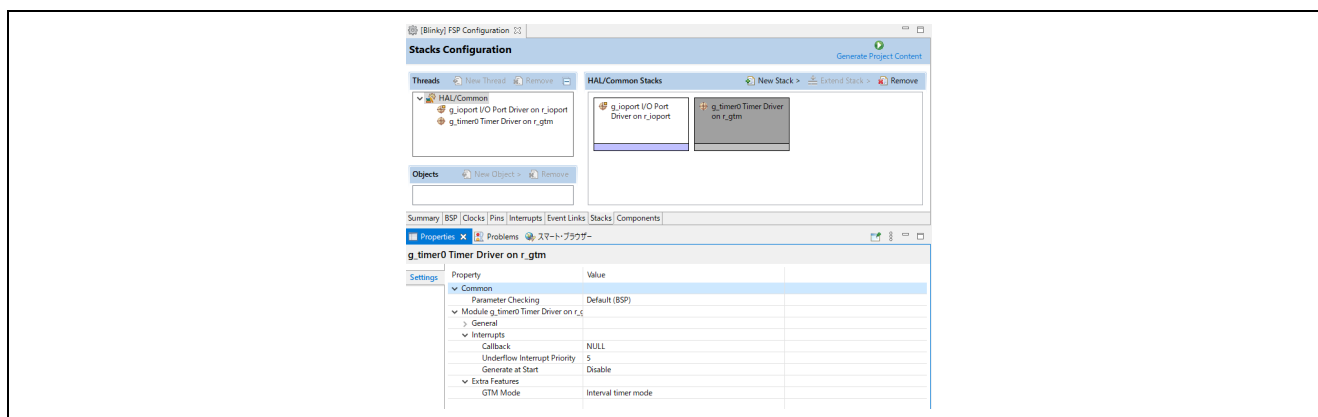 [Blinky] FSP Configuration
Stacks Configuration
Generate Project Content
Threads New Thread Remove
HAL/Common Stacks New Stack > Extend Stack > Remove
HAL/Common
g_ioport I/O Port Driver on r_ioport
g_timer0 Timer Driver on r_gtm
g_ioport I/O Port
Driver on r_ioport
g_timer0 Timer Driver
on r_gtm
Objects New Object > Remove
Summary BSP Clocks Pins Interrupts Event Links Stacks Components
Properties Problems スマート・ブラウザー
g_timer0 Timer Driver on r_gtm
Settings
Property Value
Common
Parameter Checking Default (BSP)
Module g_timer0 Timer Driver on r_g
General
Interrupts
Callback NULL
Underflow Interrupt Priority 5
Generate at Start Disable
Extra Features
GTM Mode Interval timer mode